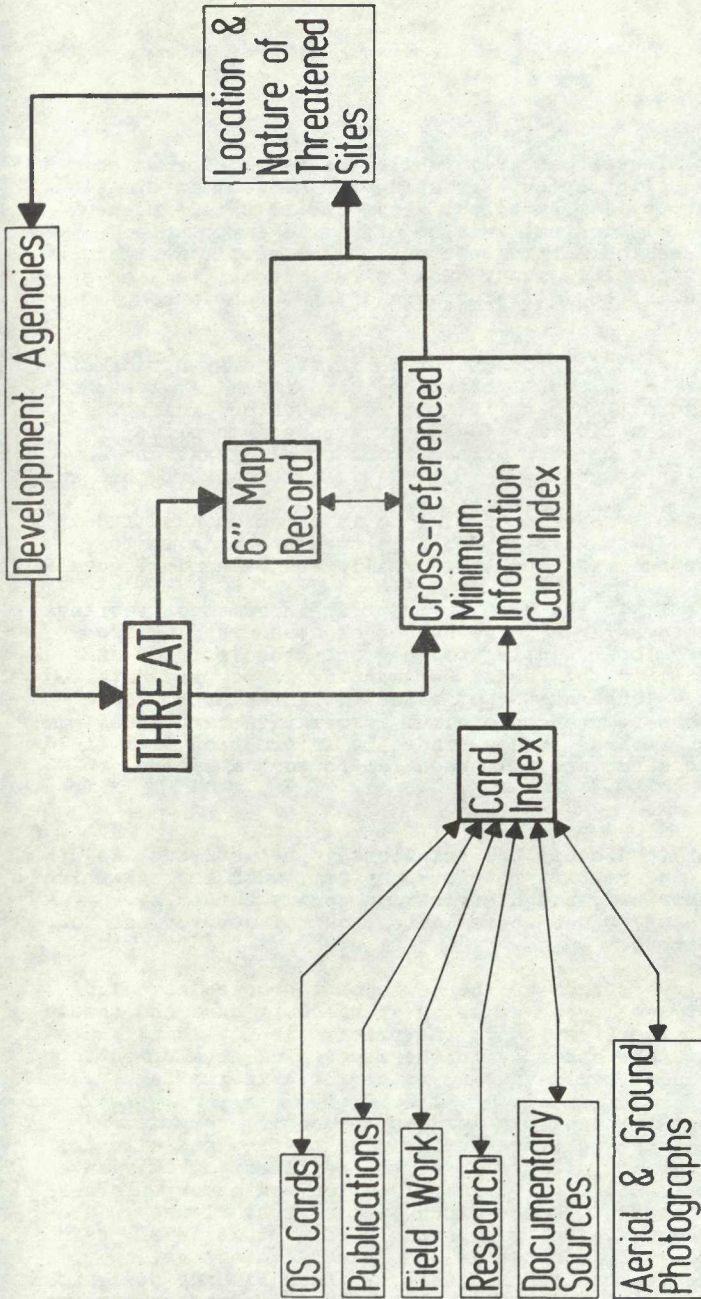 Development Agencies
THREAT
Location &
Nature of
Threatened
Sites
6" Map
Record
Cross-referenced
Minimum
Information
Card Index
Card
Index
OS Cards
Publications
Field Work
Research
Documentary
Sources
Aerial & Ground
Photographs